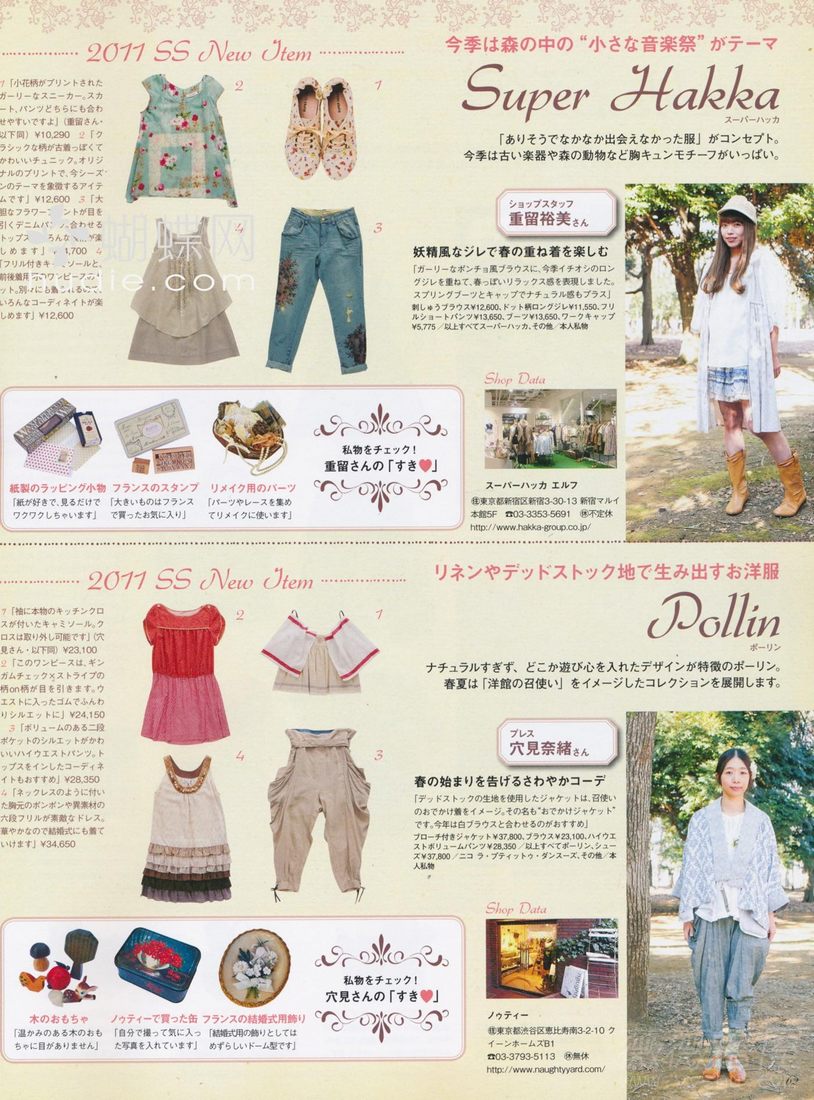 2011 SS New Item
今季は森の中の“小さな音楽祭”がテーマ
Super Hakka
スーパーハッカ
「ありそうでなかなか出会えなかった服」がコンセプト。
今季は古い楽器や森の動物など胸キュンモチーフがいっぱい。
1「小花柄がプリントされた
ガーリーなスニーカー。スカ
ート、パンツどちらにも合わ
せやすいですよ」(重留さん・
以下同)¥10,290 2「ク
ラシックな柄が古着っぽくて
かわいいチュニック。オリジ
ナルのプリントで、今シーズ
ンのテーマを象徴するアイテ
ムです」¥12,600 3「大
胆なフラワー
引くデニム
4
「フリル付きキャミソールと
前後着用
ット。別々にも
いろんなコーディネイトが楽
しめます」¥12,600
2
1
4
3
蝴蝶网
Fudie.com
ショップスタッフ
重留裕美さん
妖精風なジレで春の重ね着を楽しむ
「ガーリーなポンチョ風ブラウスに、今季イチオシのロン
グジレを重ねて、春っぽいリラックス感を表現しました。
スプリングブーツとキャップでナチュラル感もプラス」
刺しゅうブラウス¥12,600、ドット柄ロングジレ¥11,550、フリ
ルショートパンツ¥13,650、ブーツ¥13,650、ワークキャップ
¥5,775/以上すべてスーパーハッカ、その他/本人私物
Shop Data
スーパーハッカ エルフ
㊟東京都新宿区新宿3-30-13 新宿マルイ
本館5F ☎03-3353-5691 ㊡不定休
http://www.hakka-group.co.jp/
紙製のラッピング小物
「紙が好きで、見るだけで
ワクワクしちゃいます」
フランスのスタンプ
「大きいものはフランス
で買ったお気に入り」
リメイク用のパーツ
「パーツやレースを集め
てリメイクに使います」
私物をチェック!
重留さんの「すき♥」
2011 SS New Item
リネンやデッドストック地で生み出すお洋服
Pollin
ポーリン
ナチュラルすぎず、どこか遊び心を入れたデザインが特徴のポーリン。
春夏は「洋館の召使い」をイメージしたコレクションを展開します。
1「袖に本物のキッチンクロ
スが付いたキャミソール。ク
ロスは取り外し可能です」(穴
見さん・以下同)¥23,100
2「このワンピースは、ギン
ガムチェック×ストライプの
柄on柄が目を引きます。ウ
エストに入ったゴムでふんわ
りシルエットに」¥24,150
3「ボリュームのある二段
ポケットのシルエットがかわ
いいハイウエストパンツ。ト
ップスをインしたコーディネ
イトもおすすめ」¥28,350
4「ネックレスのように付い
た胸元のポンポンや異素材の
六段フリルが素敵なドレス。
華やかなので結婚式にも着て
いけます」¥34,650
2
1
4
3
プレス
穴見奈緒さん
春の始まりを告げるさわやかコーデ
「デッドストックの生地を使用したジャケットは、召使い
のおでかけ着をイメージ。その名も“おでかけジャケット”
です。今年は白ブラウスと合わせるのがおすすめ」
ブローチ付きジャケット¥37,800、ブラウス¥23,100、ハイウエ
ストボリュームパンツ¥28,350/以上すべてポーリン、シュー
ズ¥37,800/ニコ ラ・プティットゥ・ダンスーズ、その他/本
人私物
Shop Data
ノゥティー
㊟東京都渋谷区恵比寿南3-2-10 ク
イーンホームズB1
☎03-3793-5113 ㊡無休
http://www.naughtyyard.com/
木のおもちゃ
「温かみのある木のおも
ちゃに目がありません」
ノゥティーで買った缶
「自分で撮って気に入っ
た写真を入れています」
フランスの結婚式用飾り
「結婚式用の飾りとしては
めずらしいドーム型です」
私物をチェック!
穴見さんの「すき♥」
62